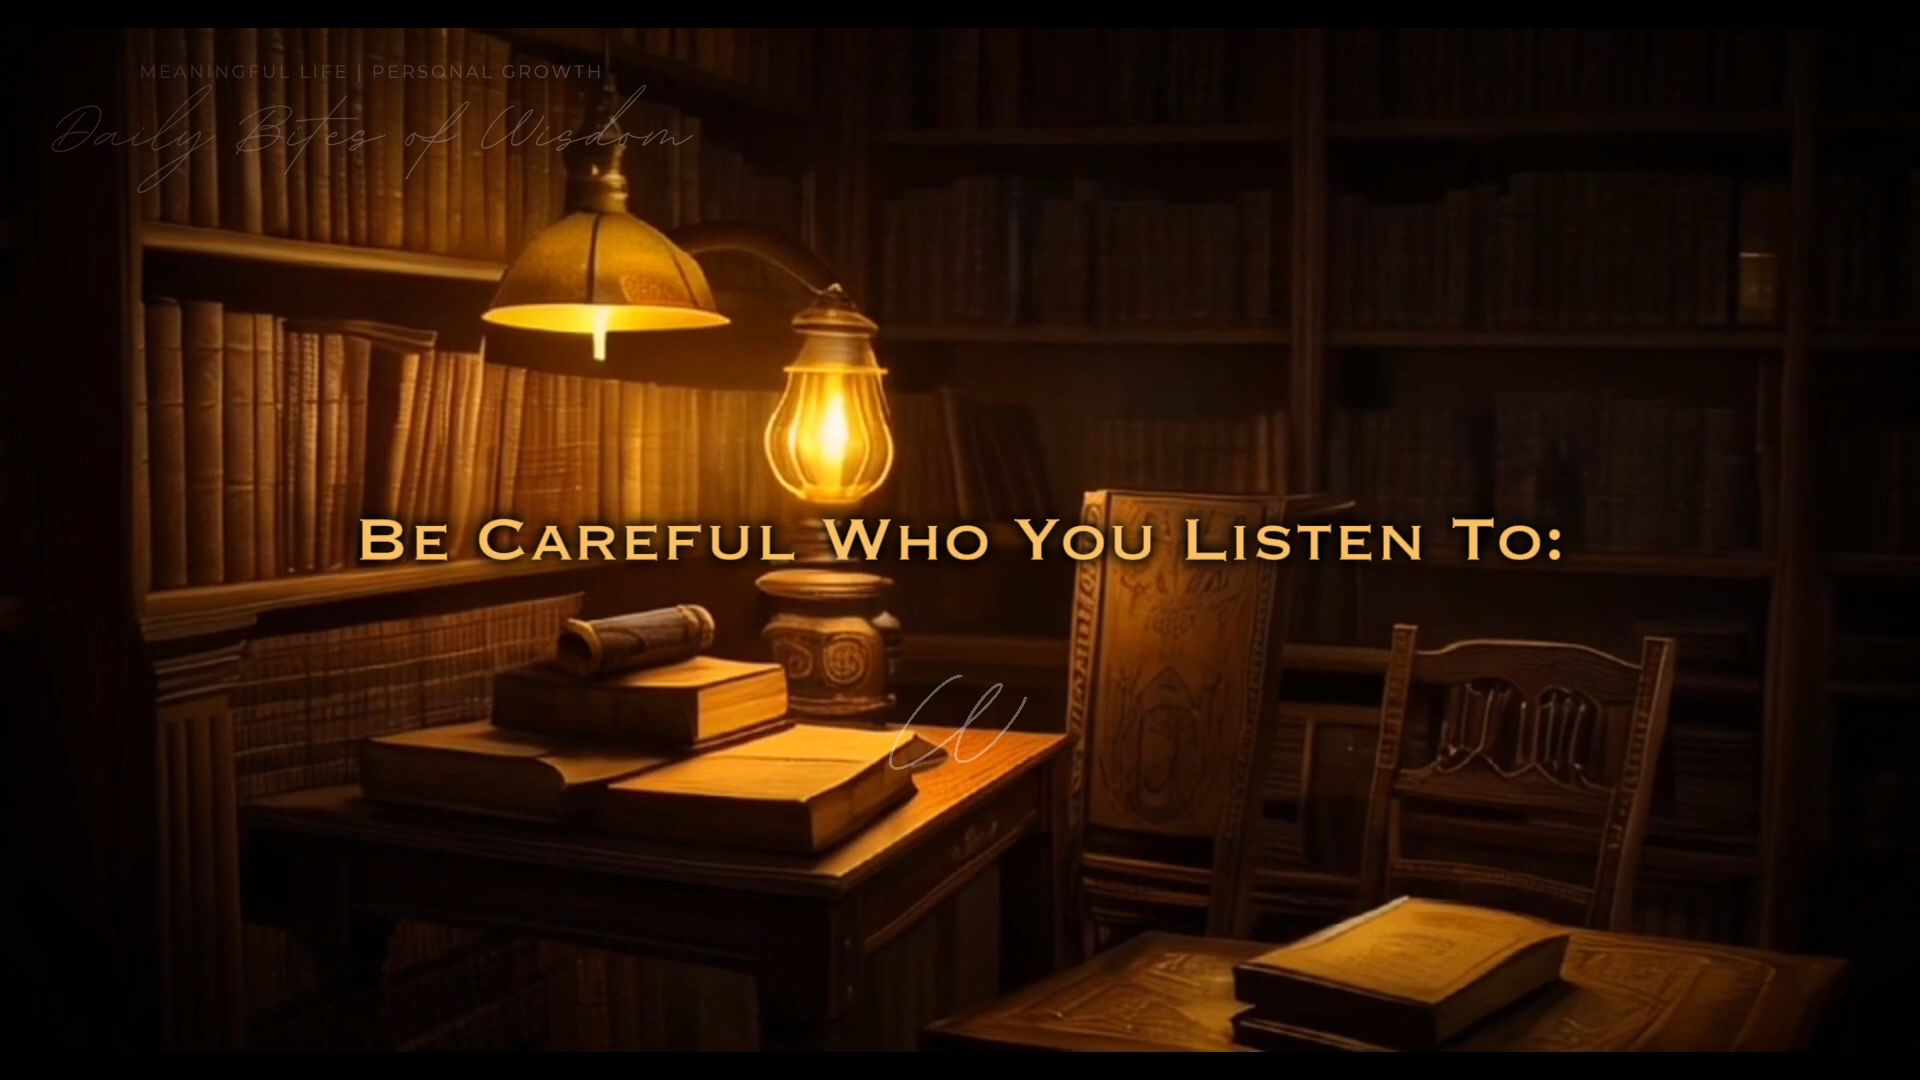 MEANINGFUL LIFE | PERSONAL GROWTH
Daily Bites of Wisdom
BE CAREFUL WHO YOU LISTEN TO:
W